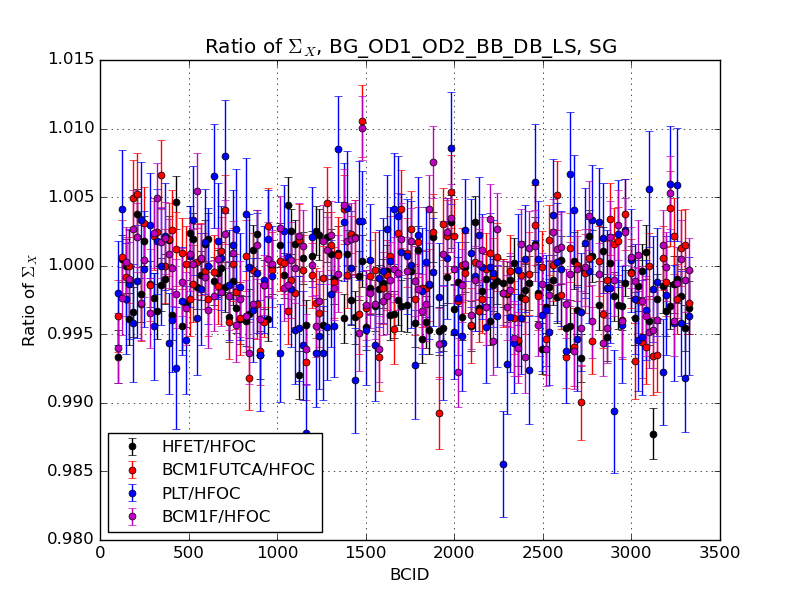 Ratio of Σ_X, BG_OD1_OD2_BB_DB_LS, SG
1.015
1.010
1.005
1.000
0.995
0.990
0.985
0.980
Ratio of Σ_X
HFET/HFOC
BCM1FUTCA/HFOC
PLT/HFOC
BCM1F/HFOC
0 500 1000 1500 2000 2500 3000 3500
BCID